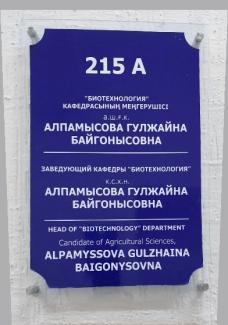 215 А
"БИОТЕХНОЛОГИЯ"
КАФЕДРАСЫНЫҢ МЕҢГЕРУШІСІ
а.ш.ғ.к.
АЛПАМЫСОВА ГУЛЖАЙНА
БАЙГОНЫСОВНА
ЗАВЕДУЮЩИЙ КАФЕДРЫ "БИОТЕХНОЛОГИЯ"
к.с.х.н.
АЛПАМЫСОВА ГУЛЖАЙНА
БАЙГОНЫСОВНА
HEAD OF "BIOTECHNOLOGY" DEPARTMENT
Candidate of Agricultural Sciences,
ALPAMYSSOVA GULZHAINA
BAIGONYSOVNA